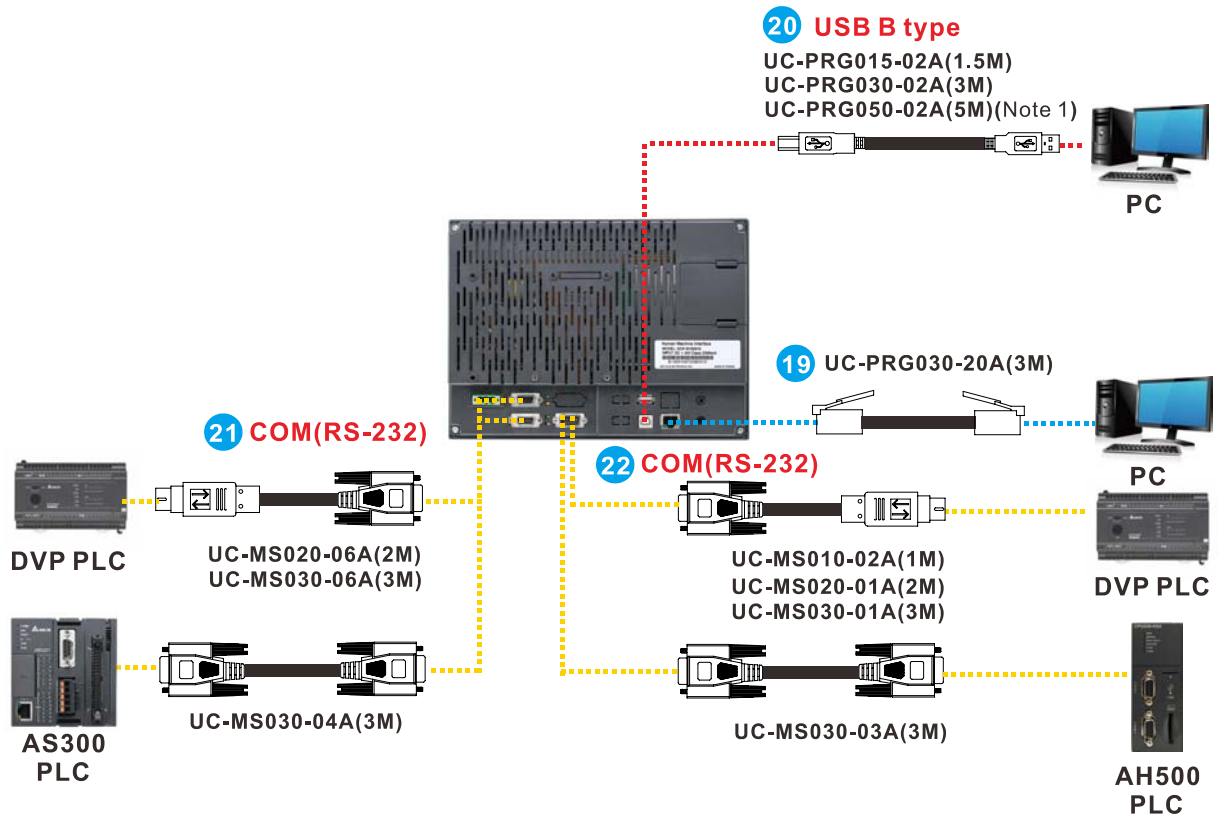 20 USB B type
UC-PRG015-02A(1.5M)
UC-PRG030-02A(3M)
UC-PRG050-02A(5M)(Note 1)
PC
Human Machine Interface
19 UC-PRG030-20A(3M)
PC
21 COM(RS-232)
DVP PLC
UC-MS020-06A(2M)
UC-MS030-06A(3M)
22 COM(RS-232)
UC-MS010-02A(1M)
UC-MS020-01A(2M)
UC-MS030-01A(3M)
DVP PLC
UC-MS030-04A(3M)
AS300
PLC
UC-MS030-03A(3M)
AH500
PLC